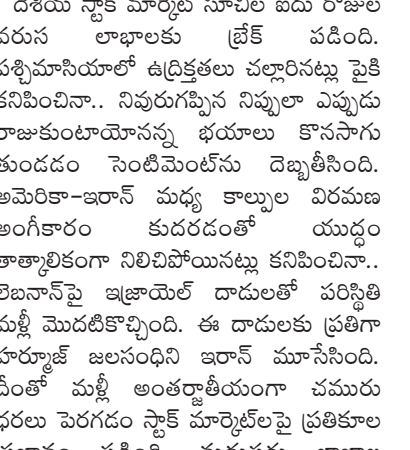 దేశీయ స్టాక్ మార్కెట్ సూచీల ఐదు రోజుల
వరుస లాభాలకు బ్రేక్ పడింది.
పశ్చిమాసియాలో ఉద్రిక్తతలు చల్లారినట్లు పైకి
కనిపించినా.. నివురుగప్పిన నిప్పులా ఎప్పుడు
రాజుకుంటాయోనన్న భయాలు కొనసాగు
తుండడం సెంటిమెంట్‌ను దెబ్బతీసింది.
అమెరికా-ఇరాన్ మధ్య కాల్పుల విరమణ
అంగీకారం కుదరడంతో యుద్ధం
తాత్కాలికంగా నిలిచిపోయినట్లు కనిపించినా..
లెబనాన్‌పై ఇజ్రాయెల్ దాడులతో పరిస్థితి
మళ్లీ మొదటికొచ్చింది. ఈ దాడులకు ప్రతిగా
హర్మూజ్ జలసంధిని ఇరాన్ మూసేసింది.
దీంతో మళ్లీ అంతర్జాతీయంగా చమురు
ధరలు పెరగడం స్టాక్ మార్కెట్‌లపై ప్రతికూల